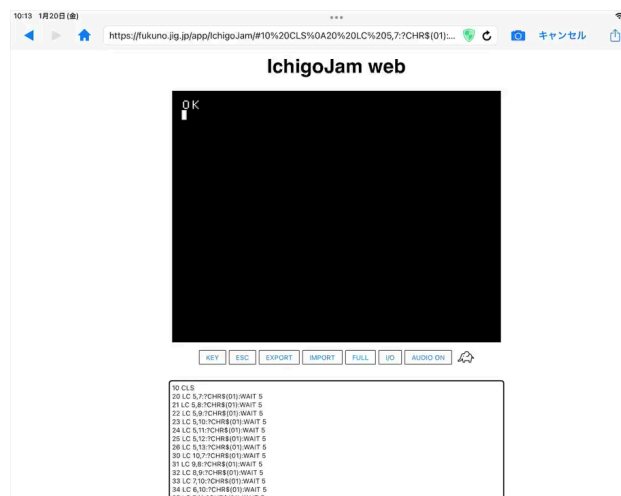 10:13 1月20日(金)
https://fukuno.jig.jp/app/IchigoJam/#10%20CLS%0A20%20LC%205,7:?CHR$(01):...
キャンセル
IchigoJam web
OK
KEY ESC EXPORT IMPORT FULL I/O AUDIO ON
10 CLS
20 LC 5,7:?CHR$(01):WAIT 5
21 LC 5,8:?CHR$(01):WAIT 5
22 LC 5,9:?CHR$(01):WAIT 5
23 LC 5,10:?CHR$(01):WAIT 5
24 LC 5,11:?CHR$(01):WAIT 5
25 LC 5,12:?CHR$(01):WAIT 5
26 LC 5,13:?CHR$(01):WAIT 5
30 LC 10,7:?CHR$(01):WAIT 5
31 LC 9,8:?CHR$(01):WAIT 5
32 LC 8,9:?CHR$(01):WAIT 5
33 LC 7,10:?CHR$(01):WAIT 5
34 LC 6,10:?CHR$(01):WAIT 5